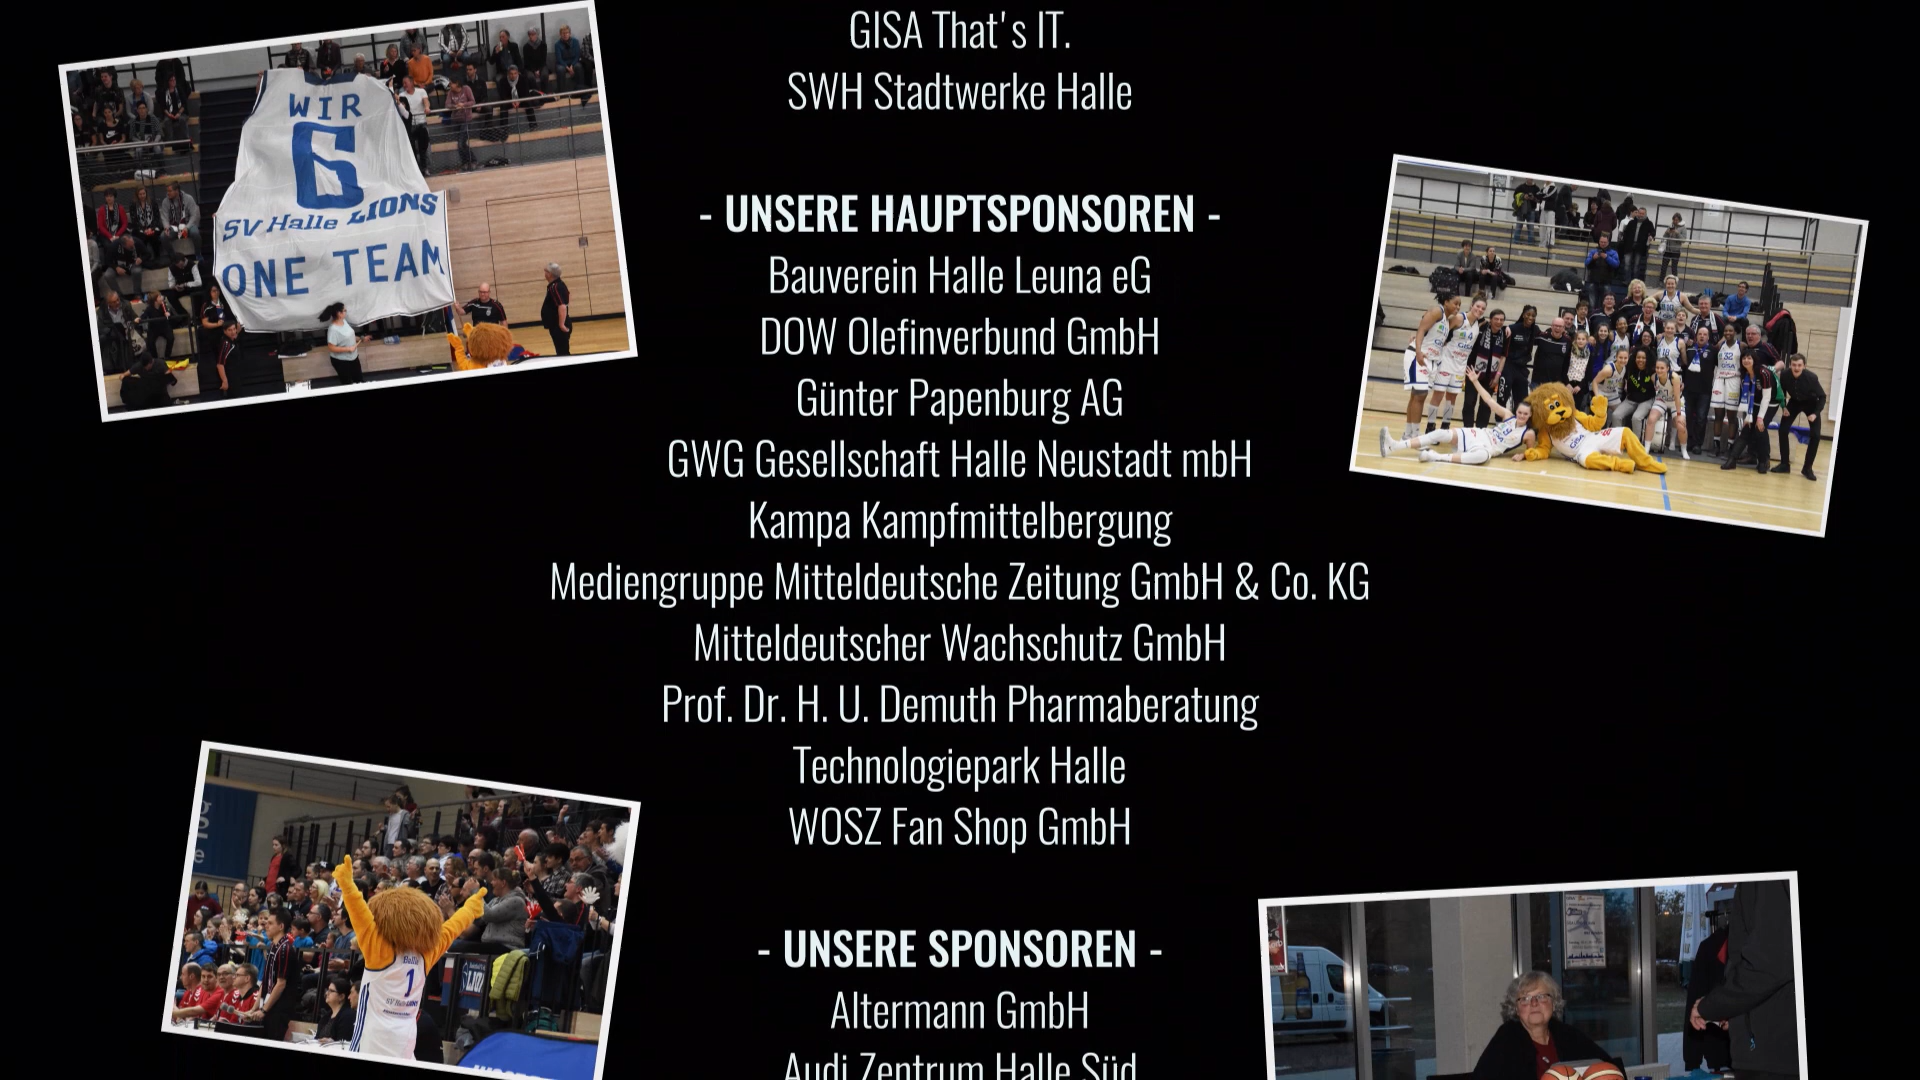 GISA That's IT.
SWH Stadtwerke Halle
- UNSERE HAUPTSPONSOREN -
Bauverein Halle Leuna eG
DOW Olefinverbund GmbH
Günter Papenburg AG
GWG Gesellschaft Halle Neustadt mbH
Kampa Kampfmittelbergung
Mediengruppe Mitteldeutsche Zeitung GmbH & Co. KG
Mitteldeutscher Wachschutz GmbH
Prof. Dr. H. U. Demuth Pharmaberatung
Technologiepark Halle
WOSZ Fan Shop GmbH
- UNSERE SPONSOREN -
Altermann GmbH
Audi Zentrum Halle Süd
WIR
6
SV Halle LIONS
ONE TEAM
GISA
32
1